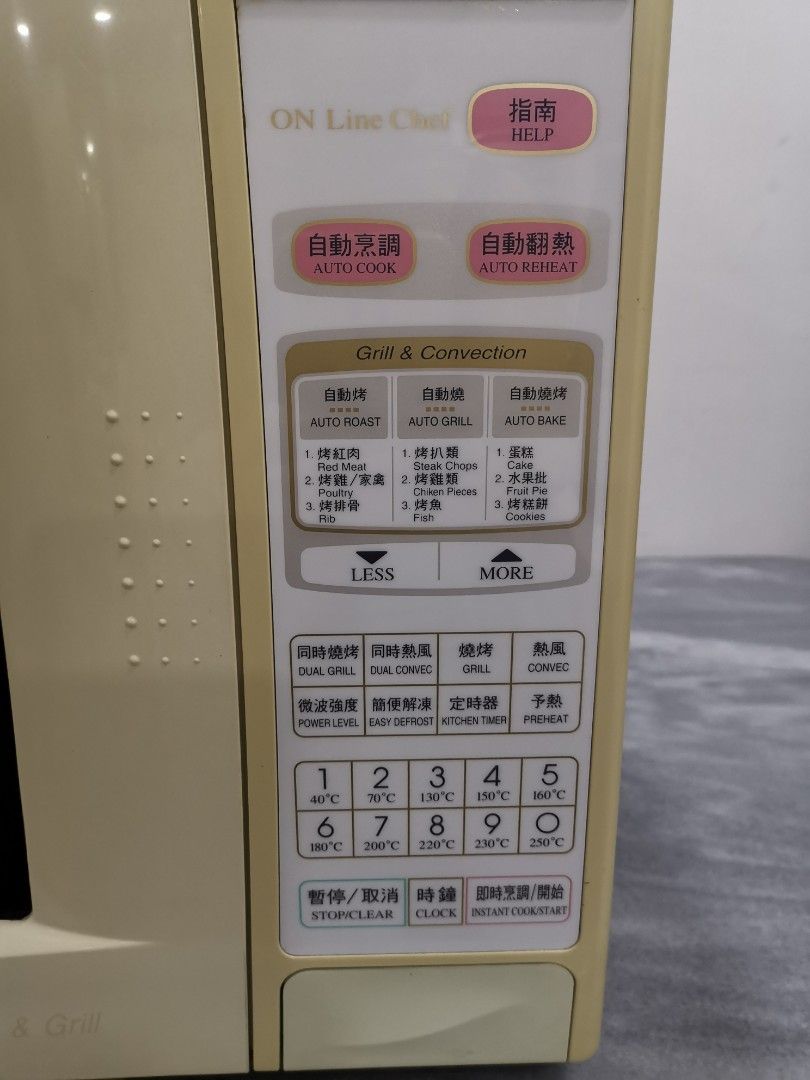 ON Line Chef
指南
HELP
自動烹調
AUTO COOK
自動翻熱
AUTO REHEAT
Grill & Convection
自動烤
AUTO ROAST
1. 烤紅肉
Red Meat
2. 烤雞/家禽
Poultry
3. 烤排骨
Rib
自動燒
AUTO GRILL
1. 烤扒類
Steak Chops
2. 烤雞類
Chiken Pieces
3. 烤魚
Fish
自動燒烤
AUTO BAKE
1. 蛋糕
Cake
2. 水果批
Fruit Pie
3. 烤糕餅
Cookies
LESS
MORE
同時燒烤
DUAL GRILL
同時熱風
DUAL CONVEC
燒烤
GRILL
熱風
CONVEC
微波強度
POWER LEVEL
簡便解凍
EASY DEFROST
定時器
KITCHEN TIMER
予熱
PREHEAT
1
40°C
2
70°C
3
130°C
4
150°C
5
160°C
6
180°C
7
200°C
8
220°C
9
230°C
0
250°C
暫停/取消
STOP/CLEAR
時鐘
CLOCK
即時烹調/開始
INSTANT COOK/START
& Grill